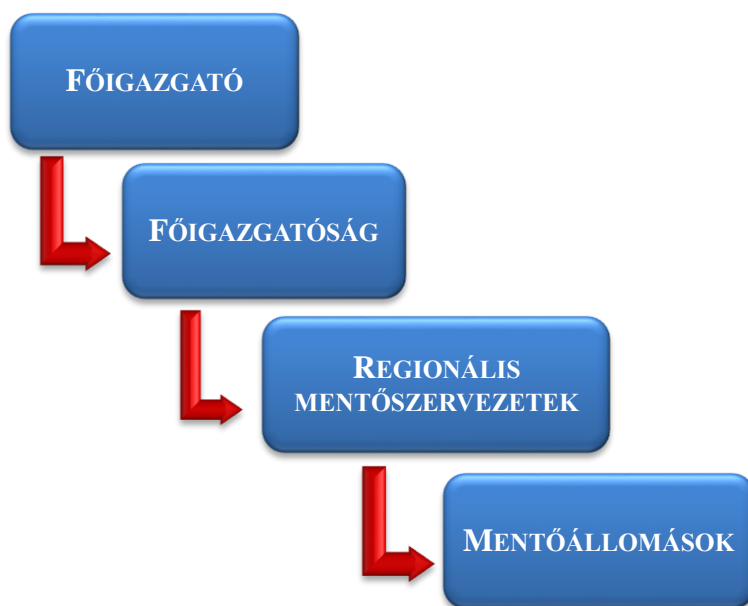 FŐIGAZGATÓ
FŐIGAZGATÓSÁG
REGIONÁLIS
MENTŐSZERVEZETEK
MENTŐÁLLOMÁSOK